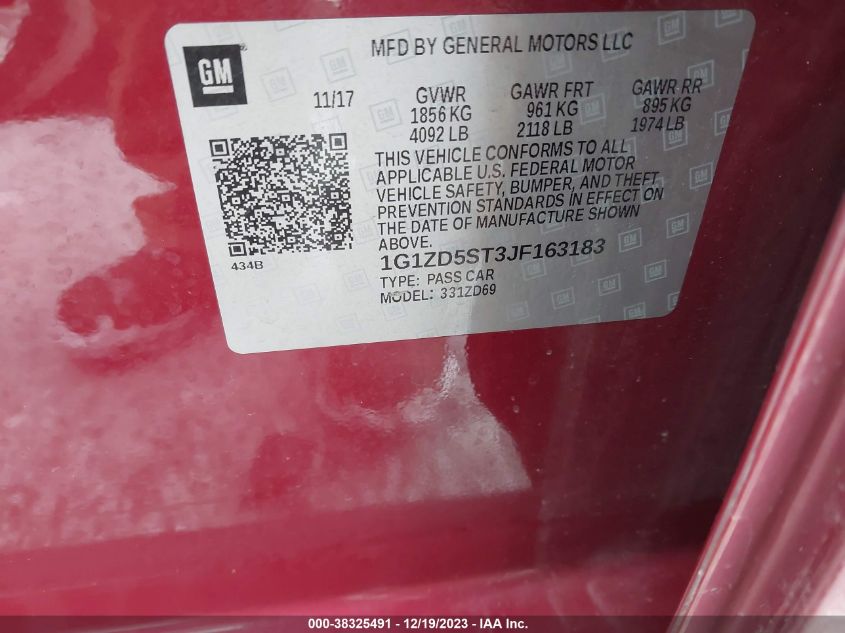 GM
MFD BY GENERAL MOTORS LLC
11/17 GVWR GAWR FRT GAWR RR
1856 KG 961 KG 895 KG
4092 LB 2118 LB 1974 LB
THIS VEHICLE CONFORMS TO ALL
APPLICABLE U.S. FEDERAL MOTOR
VEHICLE SAFETY, BUMPER, AND THEFT
PREVENTION STANDARDS IN EFFECT ON
THE DATE OF MANUFACTURE SHOWN
ABOVE.
434B
1G1ZD5ST3JF163183
TYPE: PASS CAR
MODEL: 331ZD69
000-38325491 - 12/19/2023 - IAA Inc.